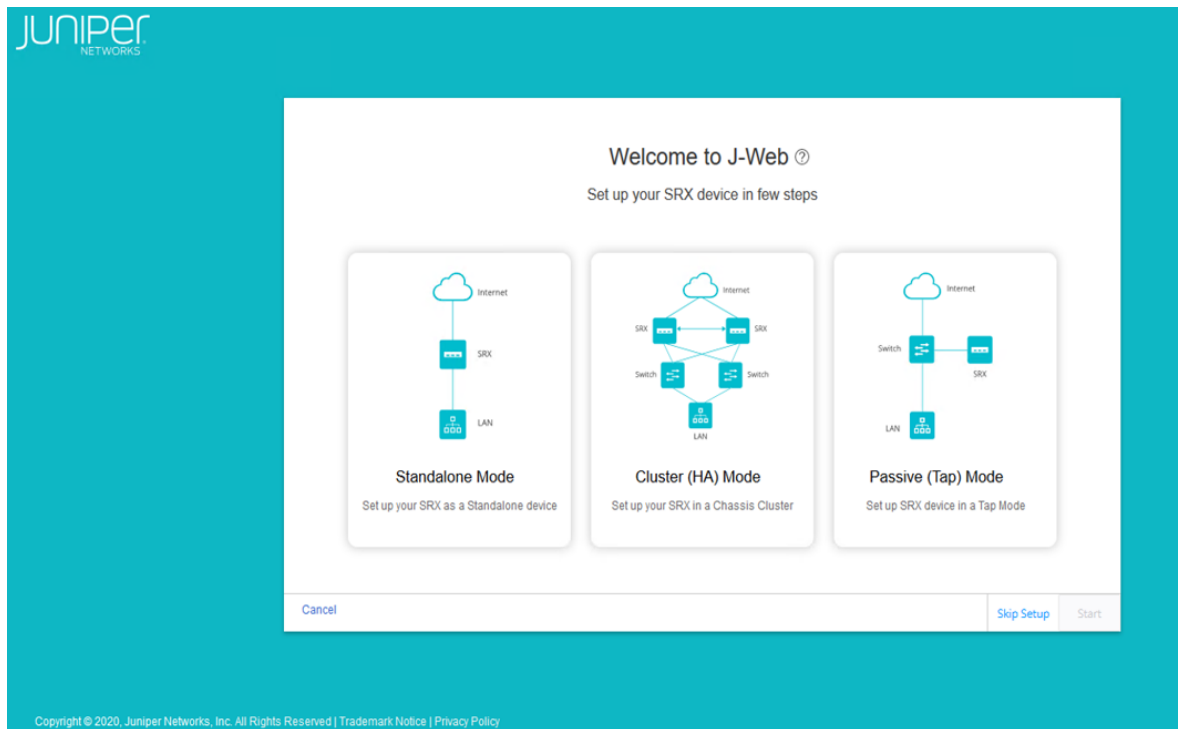 JUNIPER
NETWORKS
Welcome to J-Web ?
Set up your SRX device in few steps
Internet
SRX
LAN
Standalone Mode
Set up your SRX as a Standalone device
Internet
SRX
SRX
Switch
Switch
LAN
Cluster (HA) Mode
Set up your SRX in a Chassis Cluster
Internet
Switch
SRX
LAN
Passive (Tap) Mode
Set up SRX device in a Tap Mode
Cancel
Skip Setup
Start
Copyright © 2020, Juniper Networks, Inc. All Rights Reserved | Trademark Notice | Privacy Policy